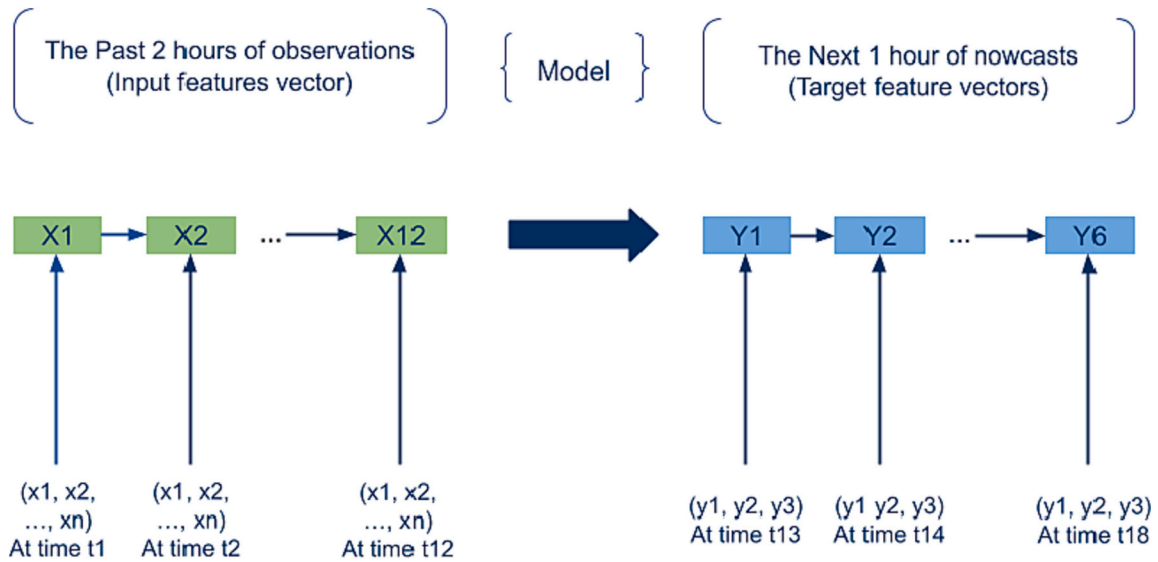 The Past 2 hours of observations
(Input features vector)
Model
The Next 1 hour of nowcasts
(Target feature vectors)
X1
X2
...
X12
Y1
Y2
...
Y6
(x1, x2,
..., xn)
At time t1
(x1, x2,
..., xn)
At time t2
(x1, x2,
..., xn)
At time t12
(y1, y2, y3)
At time t13
(y1 y2, y3)
At time t14
(y1, y2, y3)
At time t18